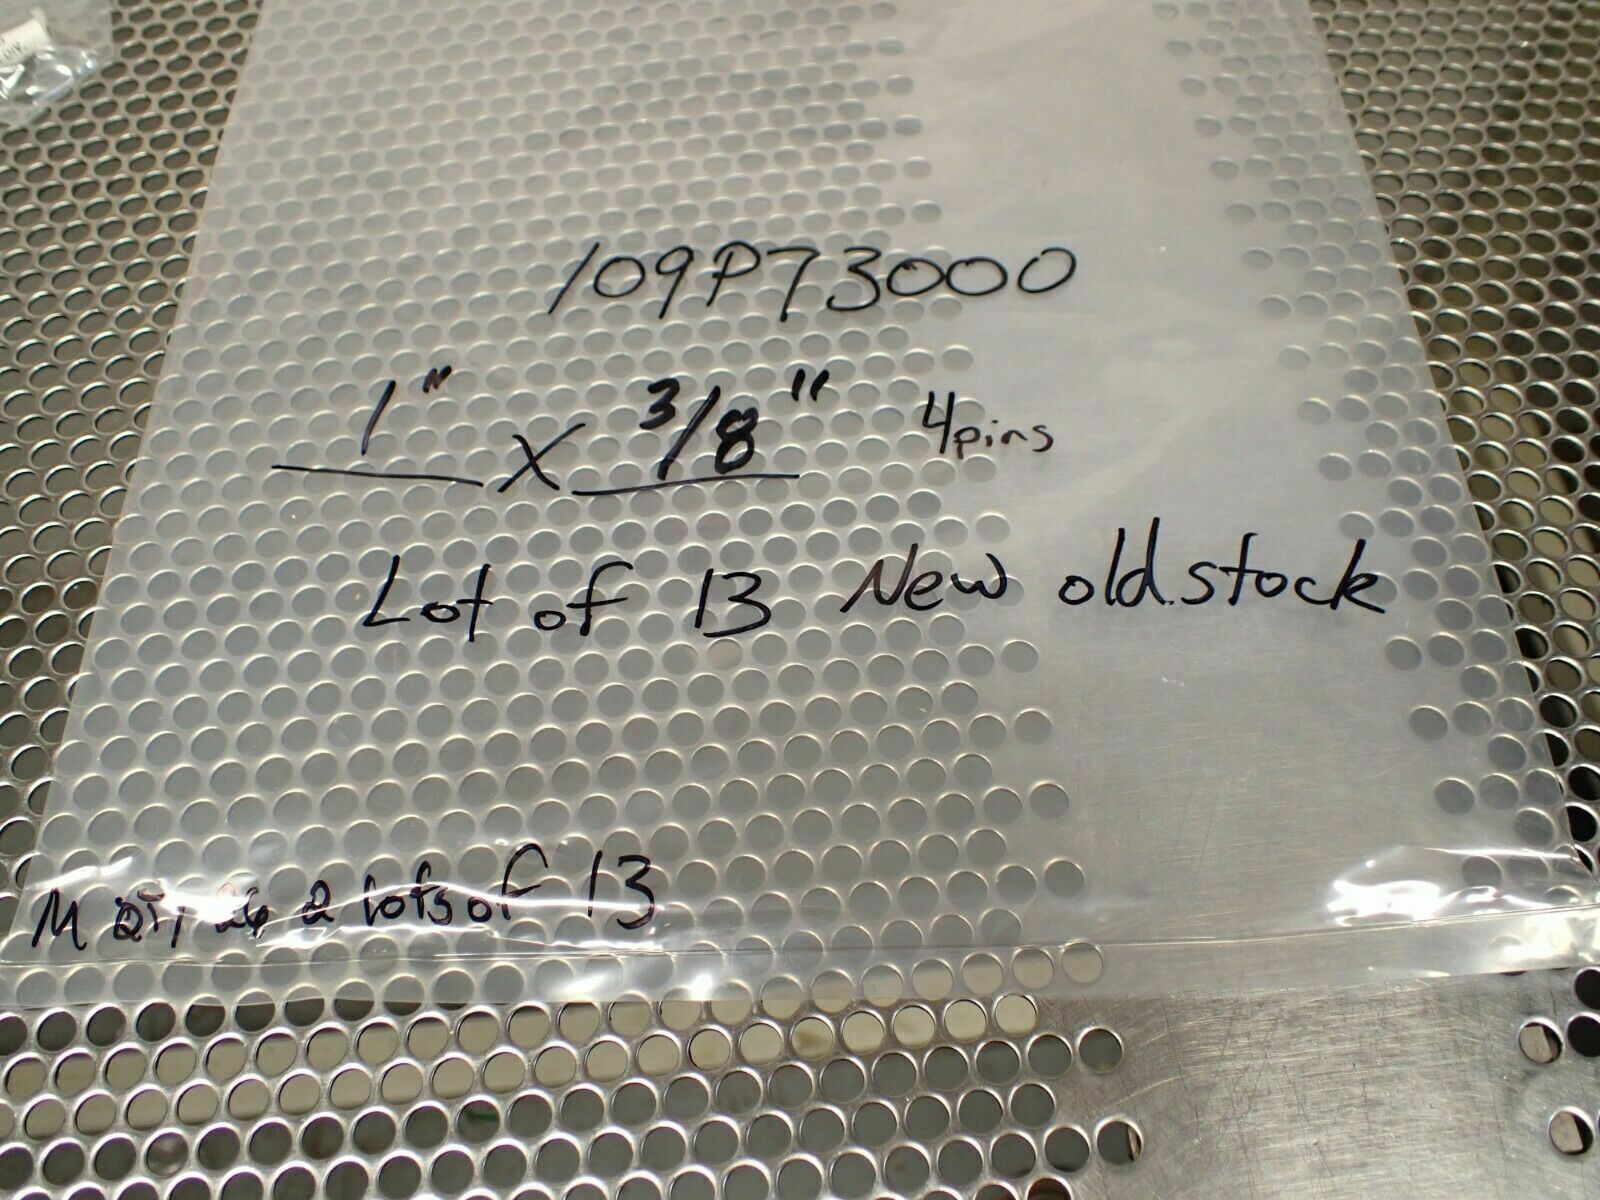 109P73000
1" x 3/8" 4pins
Lot of 13 New old stock
2 lots of 13